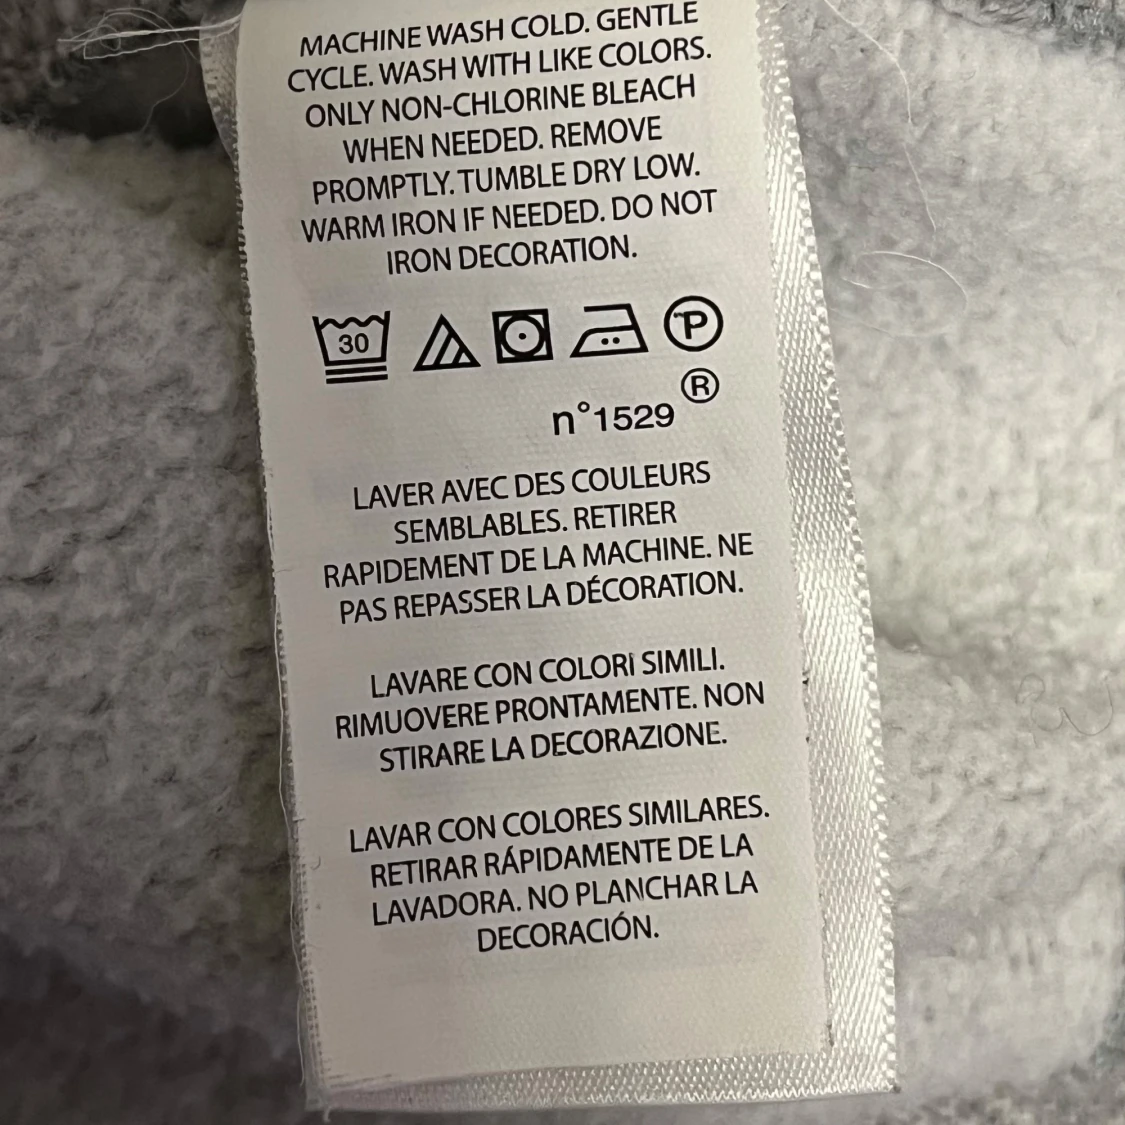 MACHINE WASH COLD. GENTLE
CYCLE. WASH WITH LIKE COLORS.
ONLY NON-CHLORINE BLEACH
WHEN NEEDED. REMOVE
PROMPTLY. TUMBLE DRY LOW.
WARM IRON IF NEEDED. DO NOT
IRON DECORATION.
30 P
n°1529 ®
LAVER AVEC DES COULEURS
SEMBLABLES. RETIRER
RAPIDEMENT DE LA MACHINE. NE
PAS REPASSER LA DÉCORATION.
LAVARE CON COLORI SIMILI.
RIMUOVERE PRONTAMENTE. NON
STIRARE LA DECORAZIONE.
LAVAR CON COLORES SIMILARES.
RETIRAR RÁPIDAMENTE DE LA
LAVADORA. NO PLANCHAR LA
DECORACIÓN.